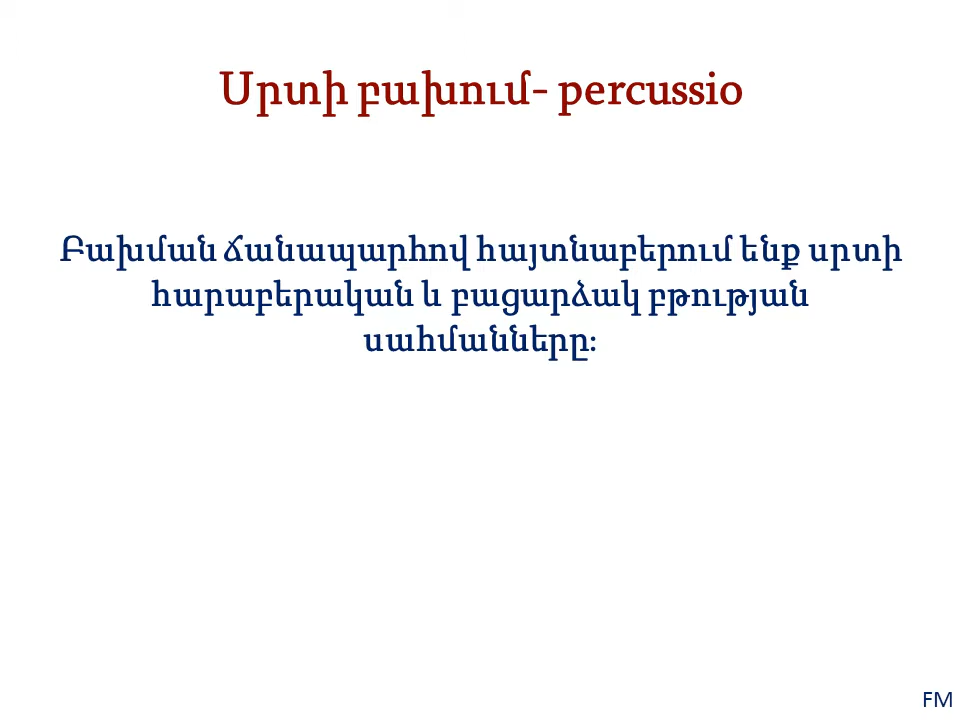 Սրտի բախում- percussio
Բախման ճանապարհով հայտնաբերում ենք սրտի
հարաբերական և բացարձակ բթության
սահմանները:
FM